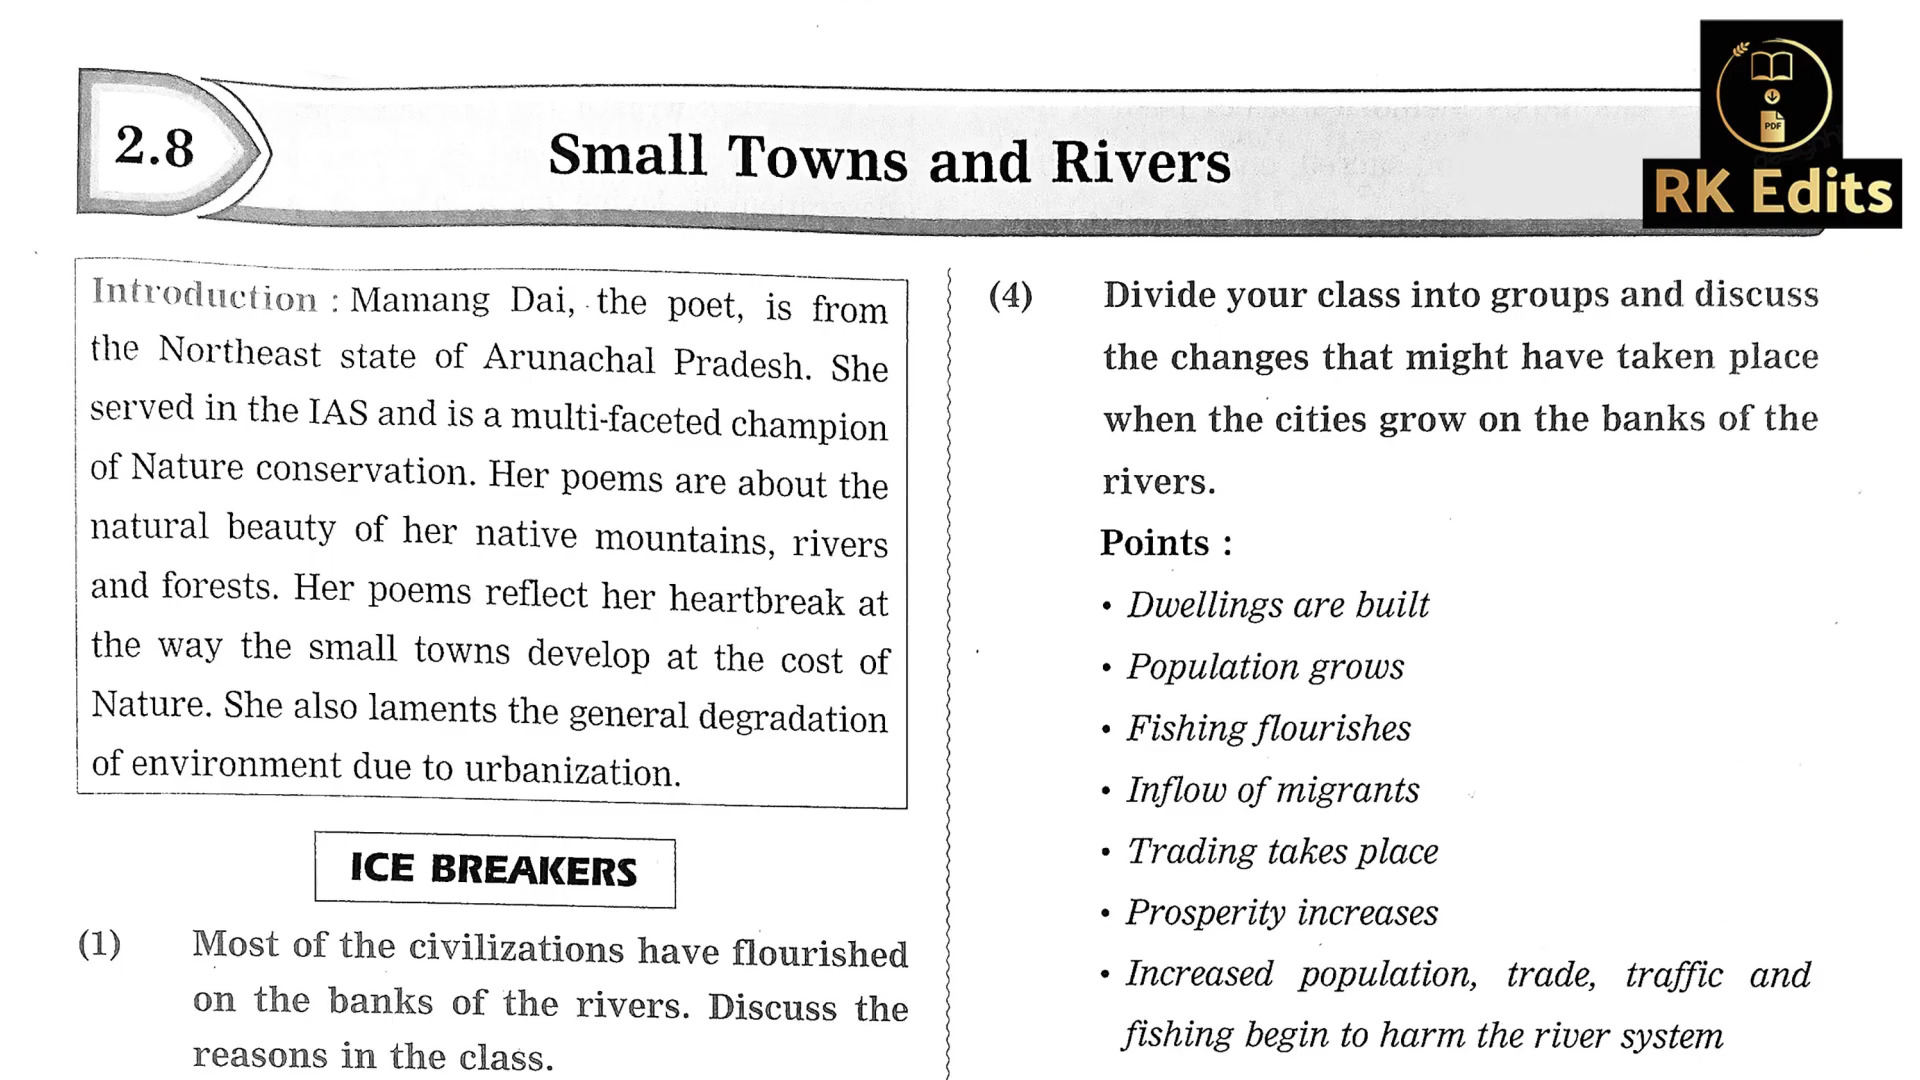 2.8
Small Towns and Rivers
PDF
RK Edits
Introduction : Mamang Dai, the poet, is from
the Northeast state of Arunachal Pradesh. She
served in the IAS and is a multi-faceted champion
of Nature conservation. Her poems are about the
natural beauty of her native mountains, rivers
and forests. Her poems reflect her heartbreak at
the way the small towns develop at the cost of
Nature. She also laments the general degradation
of environment due to urbanization.
ICE BREAKERS
(1) Most of the civilizations have flourished
on the banks of the rivers. Discuss the
reasons in the class.
(4) Divide your class into groups and discuss
the changes that might have taken place
when the cities grow on the banks of the
rivers.
Points :
• Dwellings are built
• Population grows
• Fishing flourishes
• Inflow of migrants
• Trading takes place
• Prosperity increases
• Increased population, trade, traffic and
fishing begin to harm the river system